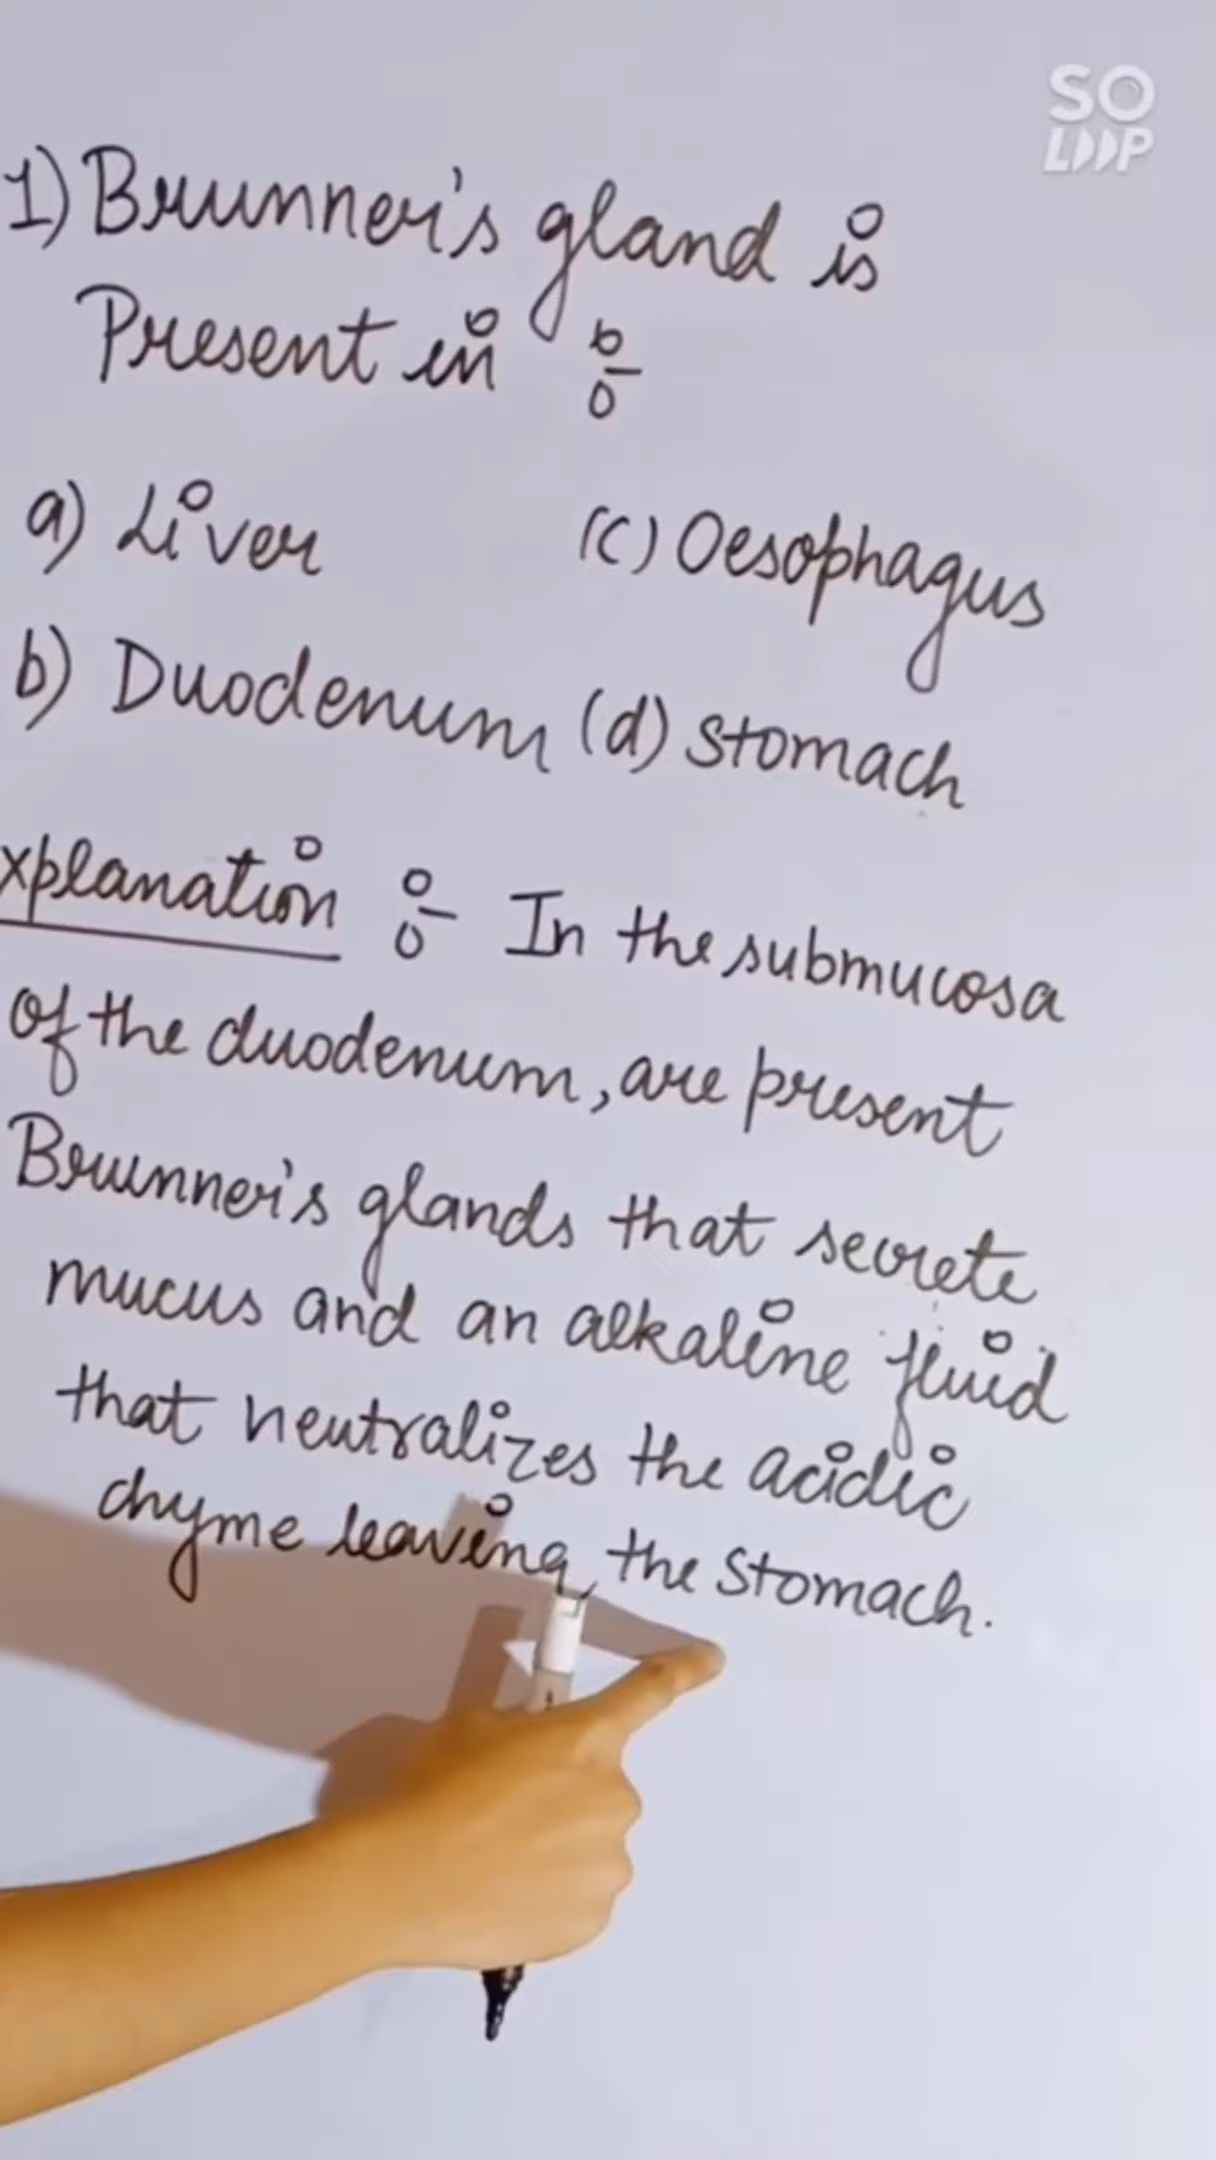 SO
LOOP
1) Brunner's gland is
Present in :-
a) Liver (c) Oesophagus
b) Duodenum (d) stomach
xplanation :- In the submucosa
of the duodenum, are present
Brunner's glands that secrete
mucus and an alkaline fluid
that neutralizes the acidic
chyme leaving the stomach.